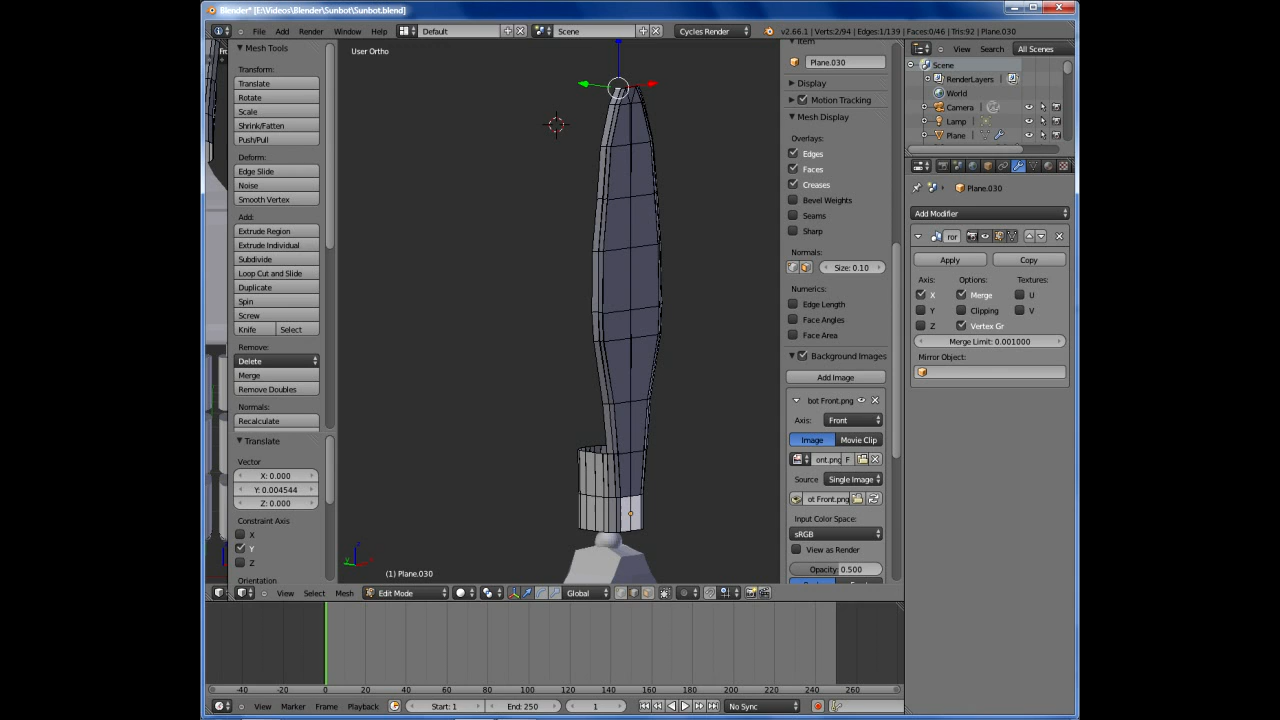 Blender* [E:\Videos\Blender\Sunbot\Sunbot.blend]
File Add Render Window Help Default Scene Cycles Render v2.66.1 | Verts:2/94 | Edges:1/139 | Faces:0/46 | Tris:92 | Plane.030
Mesh Tools
Transform:
Translate
Rotate
Scale
Shrink/Fatten
Push/Pull
Deform:
Edge Slide
Noise
Smooth Vertex
Add:
Extrude Region
Extrude Individual
Subdivide
Loop Cut and Slide
Duplicate
Spin
Screw
Knife Select
Remove:
Delete
Merge
Remove Doubles
Normals:
Recalculate
Translate
Vector
X: 0.000
Y: 0.004544
Z: 0.000
Constraint Axis
X
Y
Z
Orientation
User Ortho
(1) Plane.030
View Select Mesh Edit Mode Global
Item
Plane.030
Display
Motion Tracking
Mesh Display
Overlays:
Edges
Faces
Creases
Bevel Weights
Seams
Sharp
Normals:
Size: 0.10
Numerics:
Edge Length
Face Angles
Face Area
Background Images
Add Image
bot Front.png
Axis: Front
Image Movie Clip
ont.png F
Source Single Image
ot Front.png
Input Color Space:
sRGB
View as Render
Opacity: 0.500
View Search All Scenes
Scene
RenderLayers
World
Camera
Lamp
Plane
Plane.030
Add Modifier
ror
Apply Copy
Axis: Options: Textures:
X Merge U
Y Clipping V
Z Vertex Gr
Merge Limit: 0.001000
Mirror Object:
-40 -20 0 20 40 60 80 100 120 140 160 180 200 220 240 260
View Marker Frame Playback Start: 1 End: 250 1 No Sync